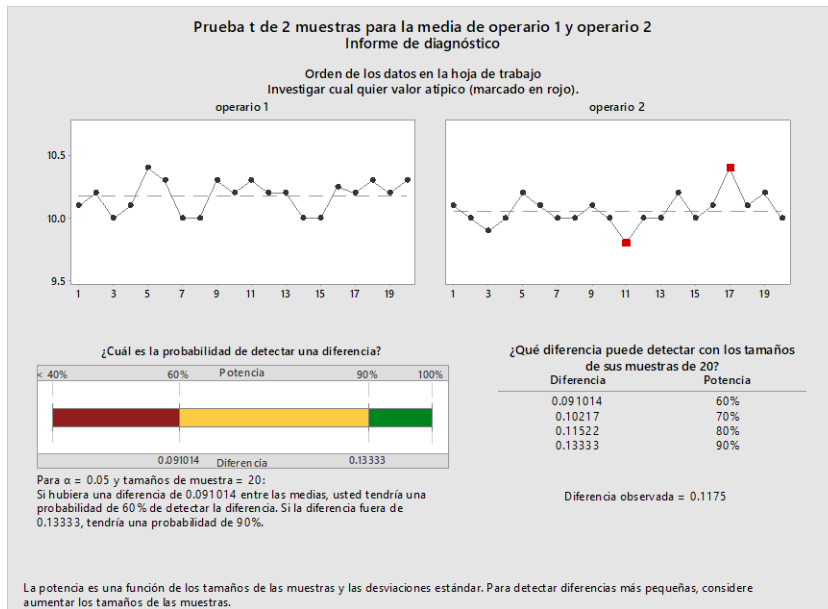 Prueba t de 2 muestras para la media de operario 1 y operario 2
Informe de diagnóstico
Orden de los datos en la hoja de trabajo
Investigar cual quier valor atípico (marcado en rojo).
operario 1
operario 2
10.5
10.0
9.5
1 3 5 7 9 11 13 15 17 19
1 3 5 7 9 11 13 15 17 19
¿Cuál es la probabilidad de detectar una diferencia?
< 40% 60% Potencia 90% 100%
0.091014 Diferencia 0.13333
Para α = 0.05 y tamaños de muestra = 20:
Si hubiera una diferencia de 0.091014 entre las medias, usted tendría una
probabilidad de 60% de detectar la diferencia. Si la diferencia fuera de
0.13333, tendría una probabilidad de 90%.
¿Qué diferencia puede detectar con los tamaños
de sus muestras de 20?
Diferencia Potencia
0.091014 60%
0.10217 70%
0.11522 80%
0.13333 90%
Diferencia observada = 0.1175
La potencia es una función de los tamaños de las muestras y las desviaciones estándar. Para detectar diferencias más pequeñas, considere
aumentar los tamaños de las muestras.